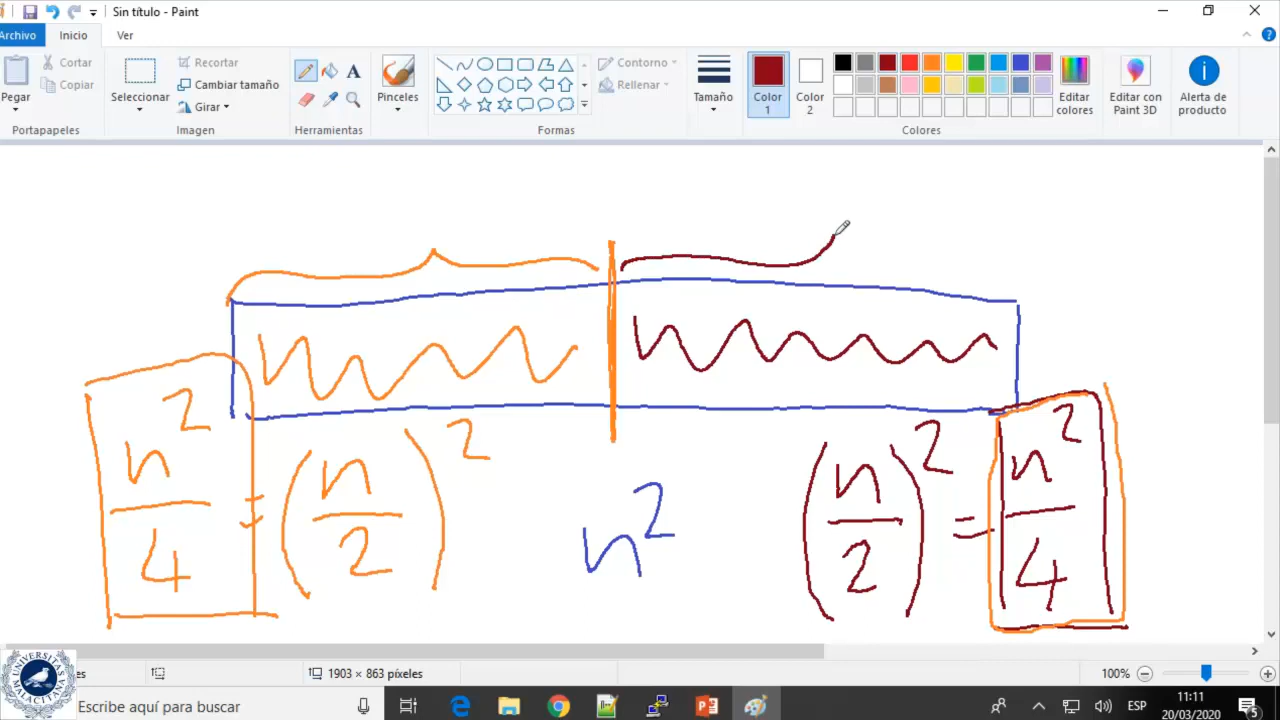 Sin título - Paint
Archivo Inicio Ver
Pegar
Cortar
Copiar
Portapapeles
Seleccionar
Recortar
Cambiar tamaño
Girar
Imagen
A
Herramientas
Pinceles
Contorno
Rellenar
Formas
Tamaño
Color 1
Color 2
Editar colores
Colores
Editar con Paint 3D
Alerta de producto
n²/4 = (n/2)²
n²
(n/2)² = n²/4
1903 × 863 píxeles
100%
Escribe aquí para buscar
ESP
11:11
20/03/2020
5